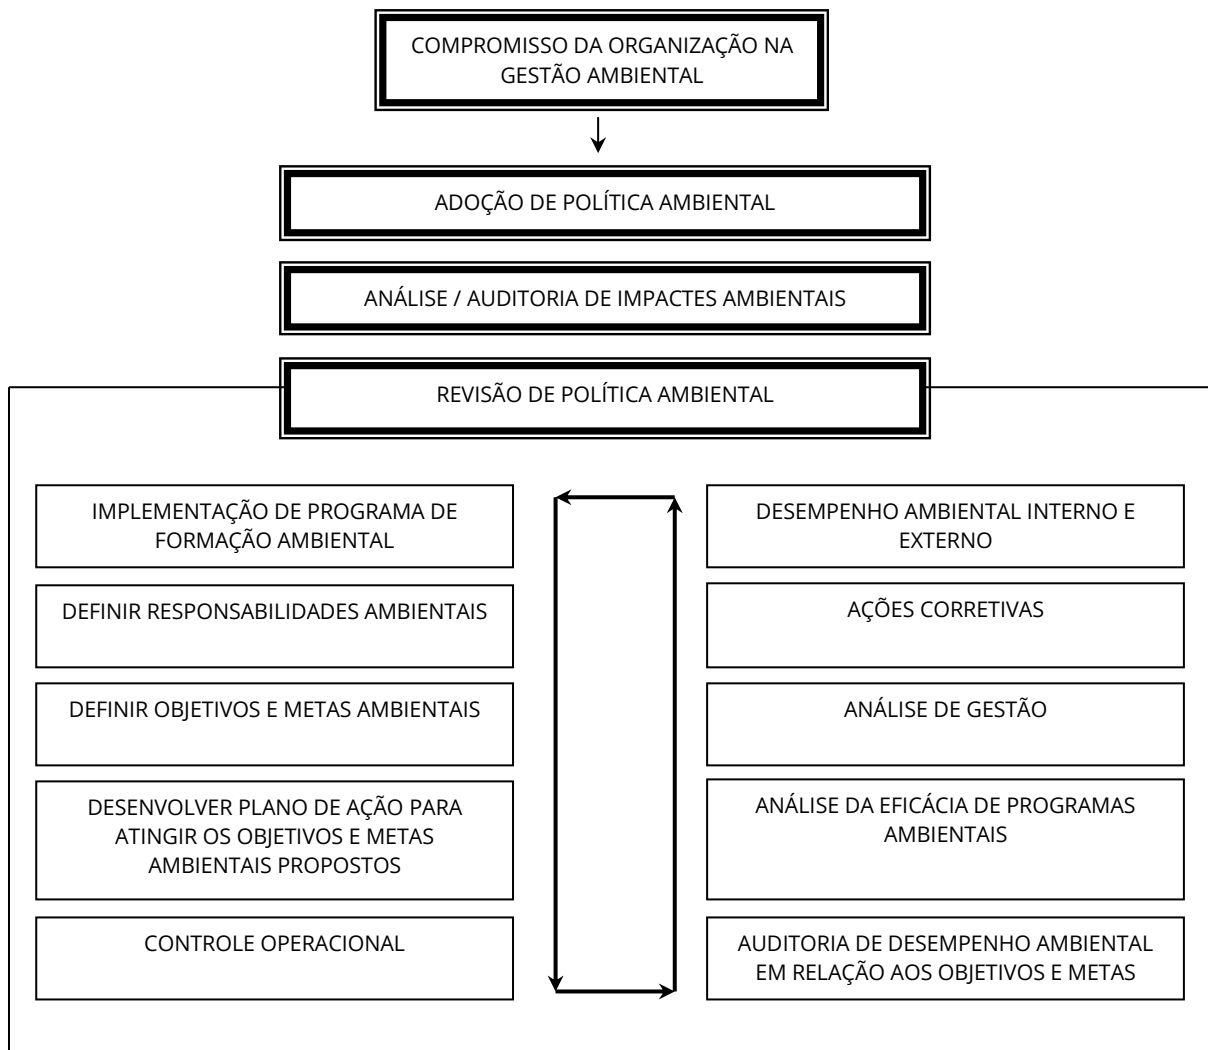 COMPROMISSO DA ORGANIZAÇÃO NA
GESTÃO AMBIENTAL
ADOÇÃO DE POLÍTICA AMBIENTAL
ANÁLISE / AUDITORIA DE IMPACTES AMBIENTAIS
REVISÃO DE POLÍTICA AMBIENTAL
IMPLEMENTAÇÃO DE PROGRAMA DE
FORMAÇÃO AMBIENTAL
DEFINIR RESPONSABILIDADES AMBIENTAIS
DEFINIR OBJETIVOS E METAS AMBIENTAIS
DESENVOLVER PLANO DE AÇÃO PARA
ATINGIR OS OBJETIVOS E METAS
AMBIENTAIS PROPOSTOS
CONTROLE OPERACIONAL
DESEMPENHO AMBIENTAL INTERNO E
EXTERNO
AÇÕES CORRETIVAS
ANÁLISE DE GESTÃO
ANÁLISE DA EFICÁCIA DE PROGRAMAS
AMBIENTAIS
AUDITORIA DE DESEMPENHO AMBIENTAL
EM RELAÇÃO AOS OBJETIVOS E METAS